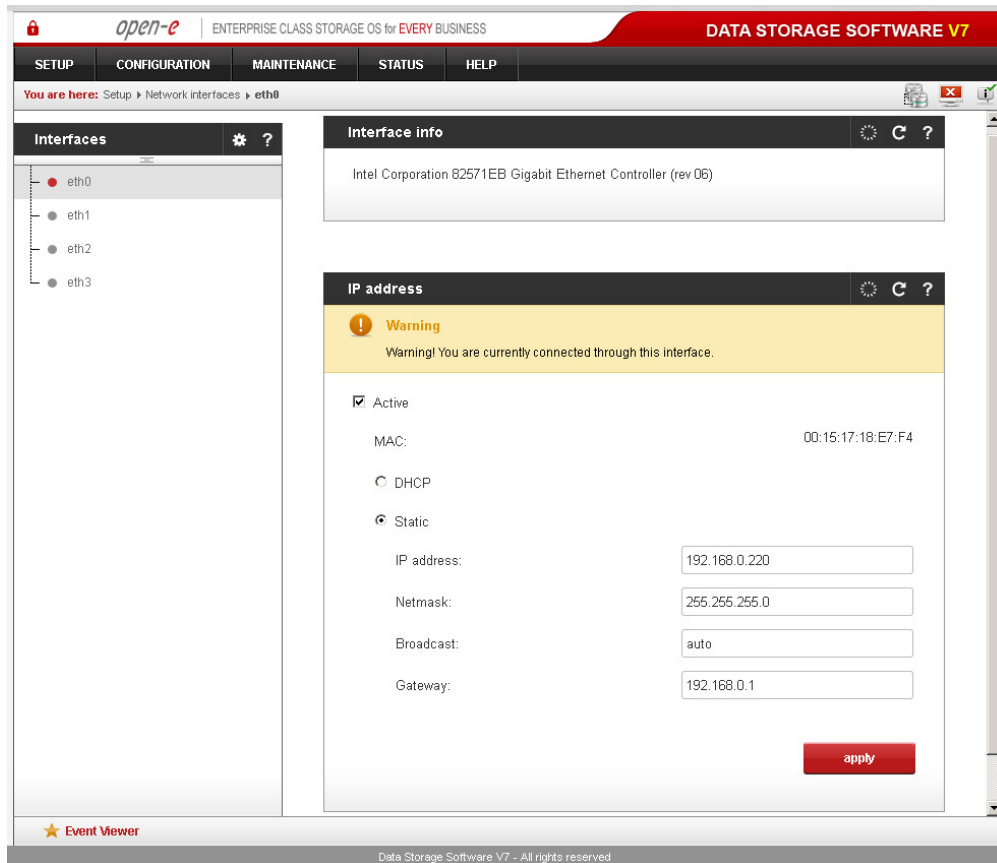 open-e ENTERPRISE CLASS STORAGE OS for EVERY BUSINESS DATA STORAGE SOFTWARE V7
SETUP CONFIGURATION MAINTENANCE STATUS HELP
You are here: Setup ▸ Network interfaces ▸ eth0
Interfaces ?
eth0
eth1
eth2
eth3
Interface info ?
Intel Corporation 82571EB Gigabit Ethernet Controller (rev 06)
IP address ?
Warning
Warning! You are currently connected through this interface.
Active
MAC: 00:15:17:18:E7:F4
DHCP
Static
IP address: 192.168.0.220
Netmask: 255.255.255.0
Broadcast: auto
Gateway: 192.168.0.1
apply
Event Viewer
Data Storage Software V7 - All rights reserved